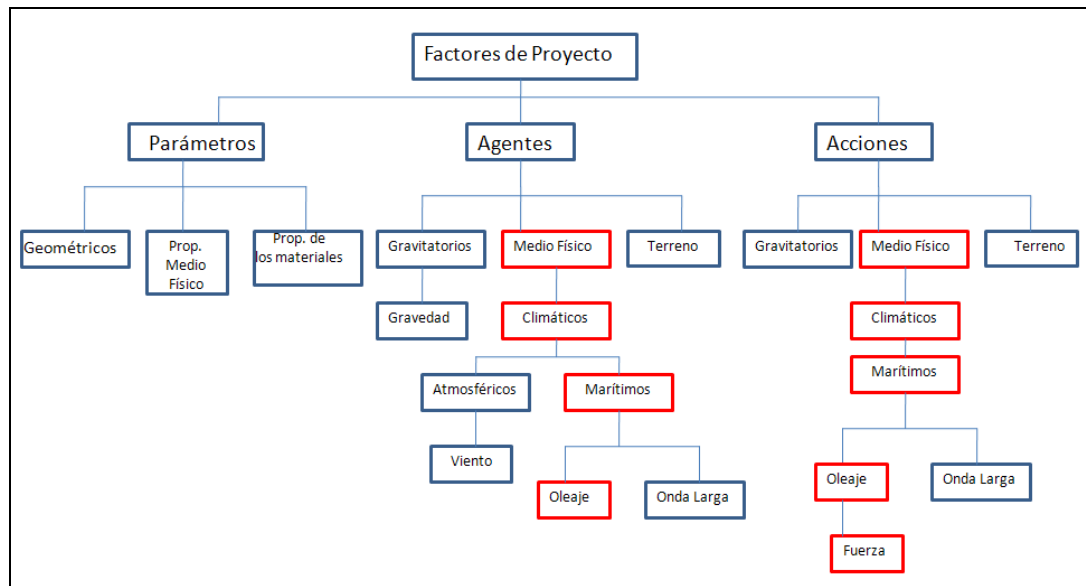 Factores de Proyecto
Parámetros
Agentes
Acciones
Geométricos
Prop.
Medio
Físico
Prop. de
los materiales
Gravitatorios
Medio Físico
Terreno
Gravitatorios
Medio Físico
Terreno
Gravedad
Climáticos
Climáticos
Atmosféricos
Marítimos
Marítimos
Viento
Oleaje
Onda Larga
Oleaje
Onda Larga
Fuerza